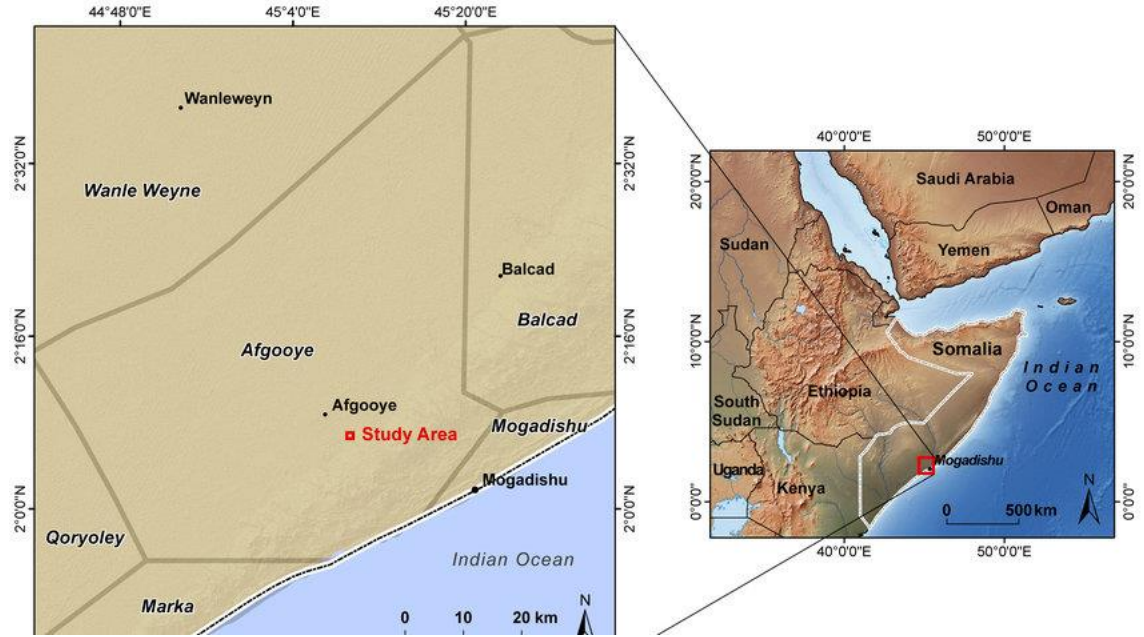 44°48'0"E
45°4'0"E
45°20'0"E
Wanleweyn
2°32'0"N
2°32'0"N
Wanle Weyne
Balcad
Balcad
2°16'0"N
2°16'0"N
Afgooye
Afgooye
Study Area
Mogadishu
Mogadishu
2°0'0"N
2°0'0"N
Qoryoley
Indian Ocean
Marka
0 10 20 km
N
40°0'0"E
50°0'0"E
20°0'0"N
20°0'0"N
Saudi Arabia
Oman
Sudan
Yemen
10°0'0"N
10°0'0"N
Somalia
Indian
Ocean
Ethiopia
South
Sudan
Mogadishu
Uganda
Kenya
0°0'0"
0°0'0"
0 500 km
N
40°0'0"E
50°0'0"E